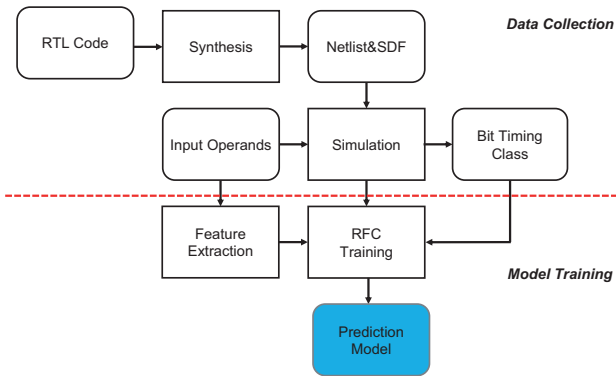 Data Collection
RTL Code
Synthesis
Netlist&SDF
Input Operands
Simulation
Bit Timing
Class
Feature
Extraction
RFC
Training
Model Training
Prediction
Model